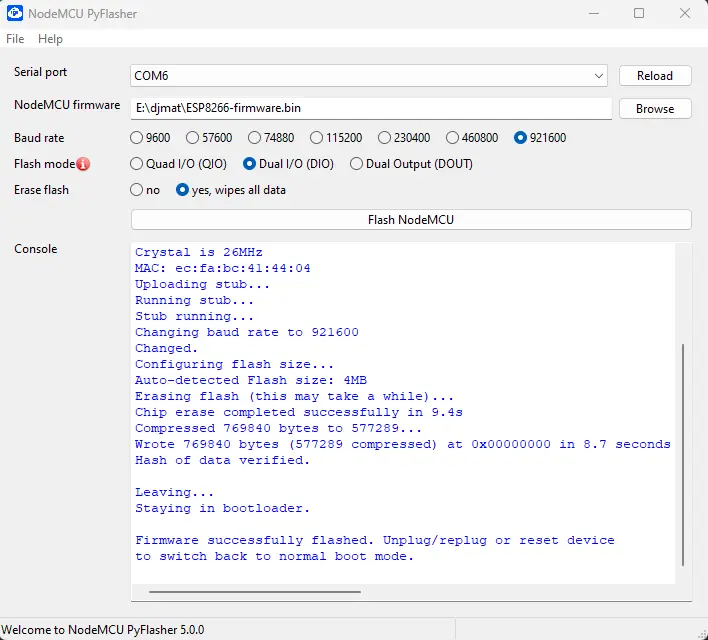 NodeMCU PyFlasher
File Help
Serial port COM6 Reload
NodeMCU firmware E:\djmat\ESP8266-firmware.bin Browse
Baud rate 9600 57600 74880 115200 230400 460800 921600
Flash mode Quad I/O (QIO) Dual I/O (DIO) Dual Output (DOUT)
Erase flash no yes, wipes all data
Flash NodeMCU
Console
Crystal is 26MHz
MAC: ec:fa:bc:41:44:04
Uploading stub...
Running stub...
Stub running...
Changing baud rate to 921600
Changed.
Configuring flash size...
Auto-detected Flash size: 4MB
Erasing flash (this may take a while)...
Chip erase completed successfully in 9.4s
Compressed 769840 bytes to 577289...
Wrote 769840 bytes (577289 compressed) at 0x00000000 in 8.7 seconds
Hash of data verified.
Leaving...
Staying in bootloader.
Firmware successfully flashed. Unplug/replug or reset device
to switch back to normal boot mode.
Welcome to NodeMCU PyFlasher 5.0.0